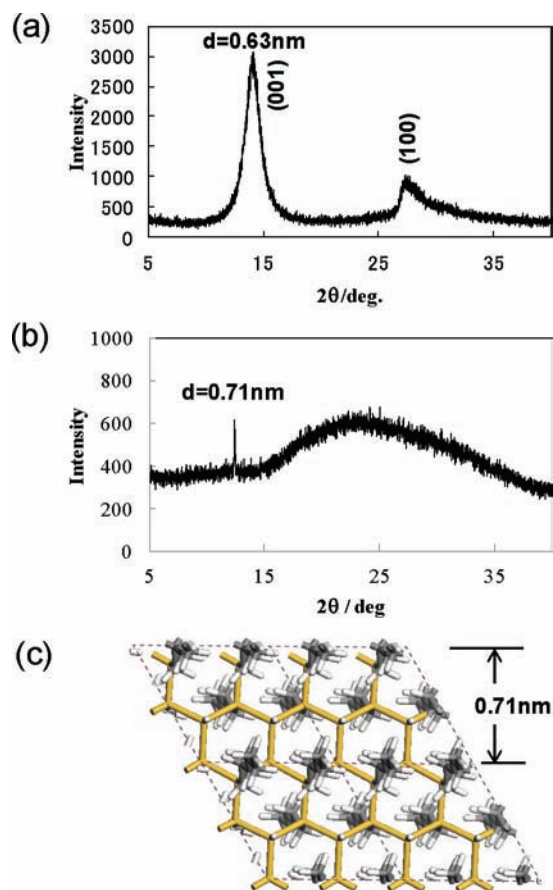 (a)
3500
3000
2500
2000
1500
1000
500
0
Intensity
d=0.63nm
(001)
(100)
5
15
25
35
2θ/deg.
(b)
1000
800
600
400
200
0
Intensity
d=0.71nm
5
15
25
35
2θ / deg
(c)
0.71nm